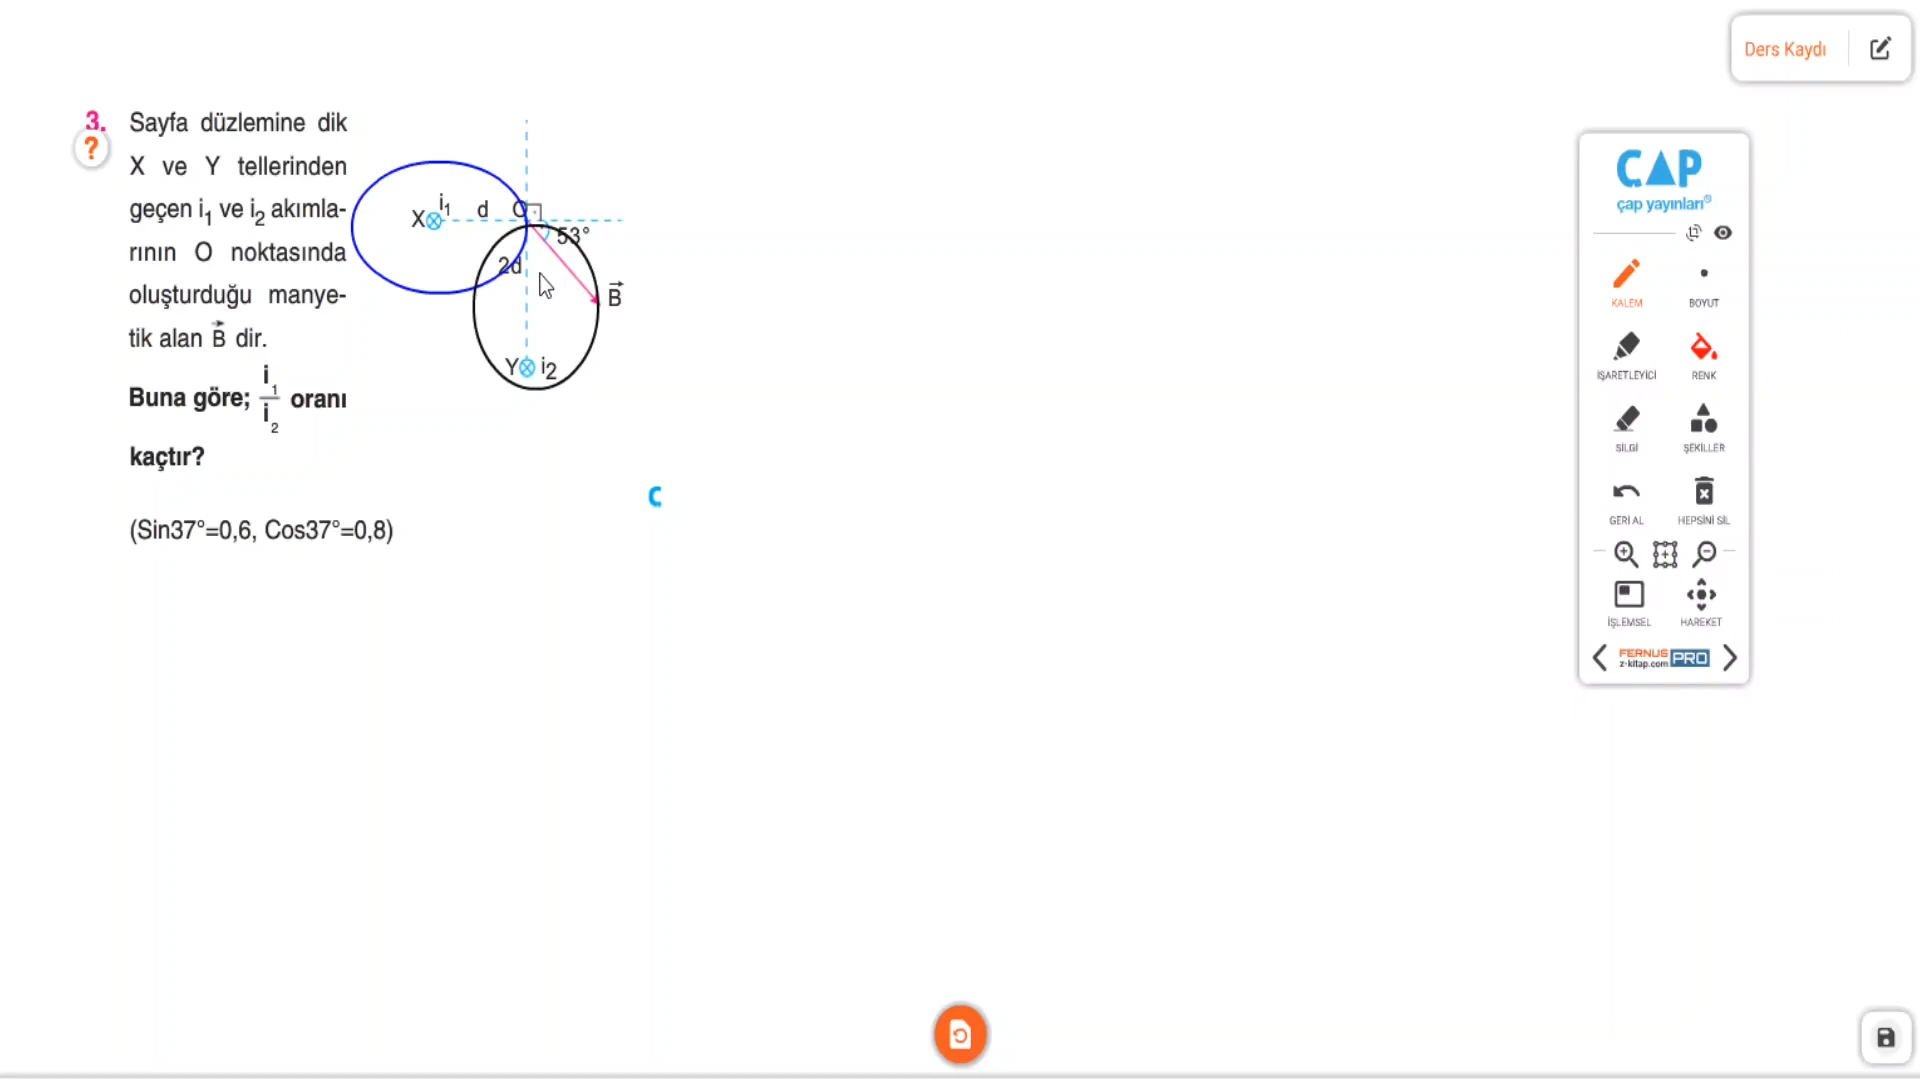 Ders Kaydı
3. Sayfa düzlemine dik
? X ve Y tellerinden
geçen i₁ ve i₂ akımla-
rının O noktasında
oluşturduğu manye-
tik alan B⃗ dir.
Buna göre; i₁/i₂ oranı
kaçtır?
(Sin37°=0,6, Cos37°=0,8)
X i₁ d O
53°
2d
B⃗
Y i₂
C
ÇAP
çap yayınları
KALEM BOYUT
İŞARETLEYİCİ RENK
SİLGİ ŞEKİLLER
GERİ AL HEPSİNİ SİL
İŞLEMSEL HAREKET
FERNUS
z-kitap.com PRO